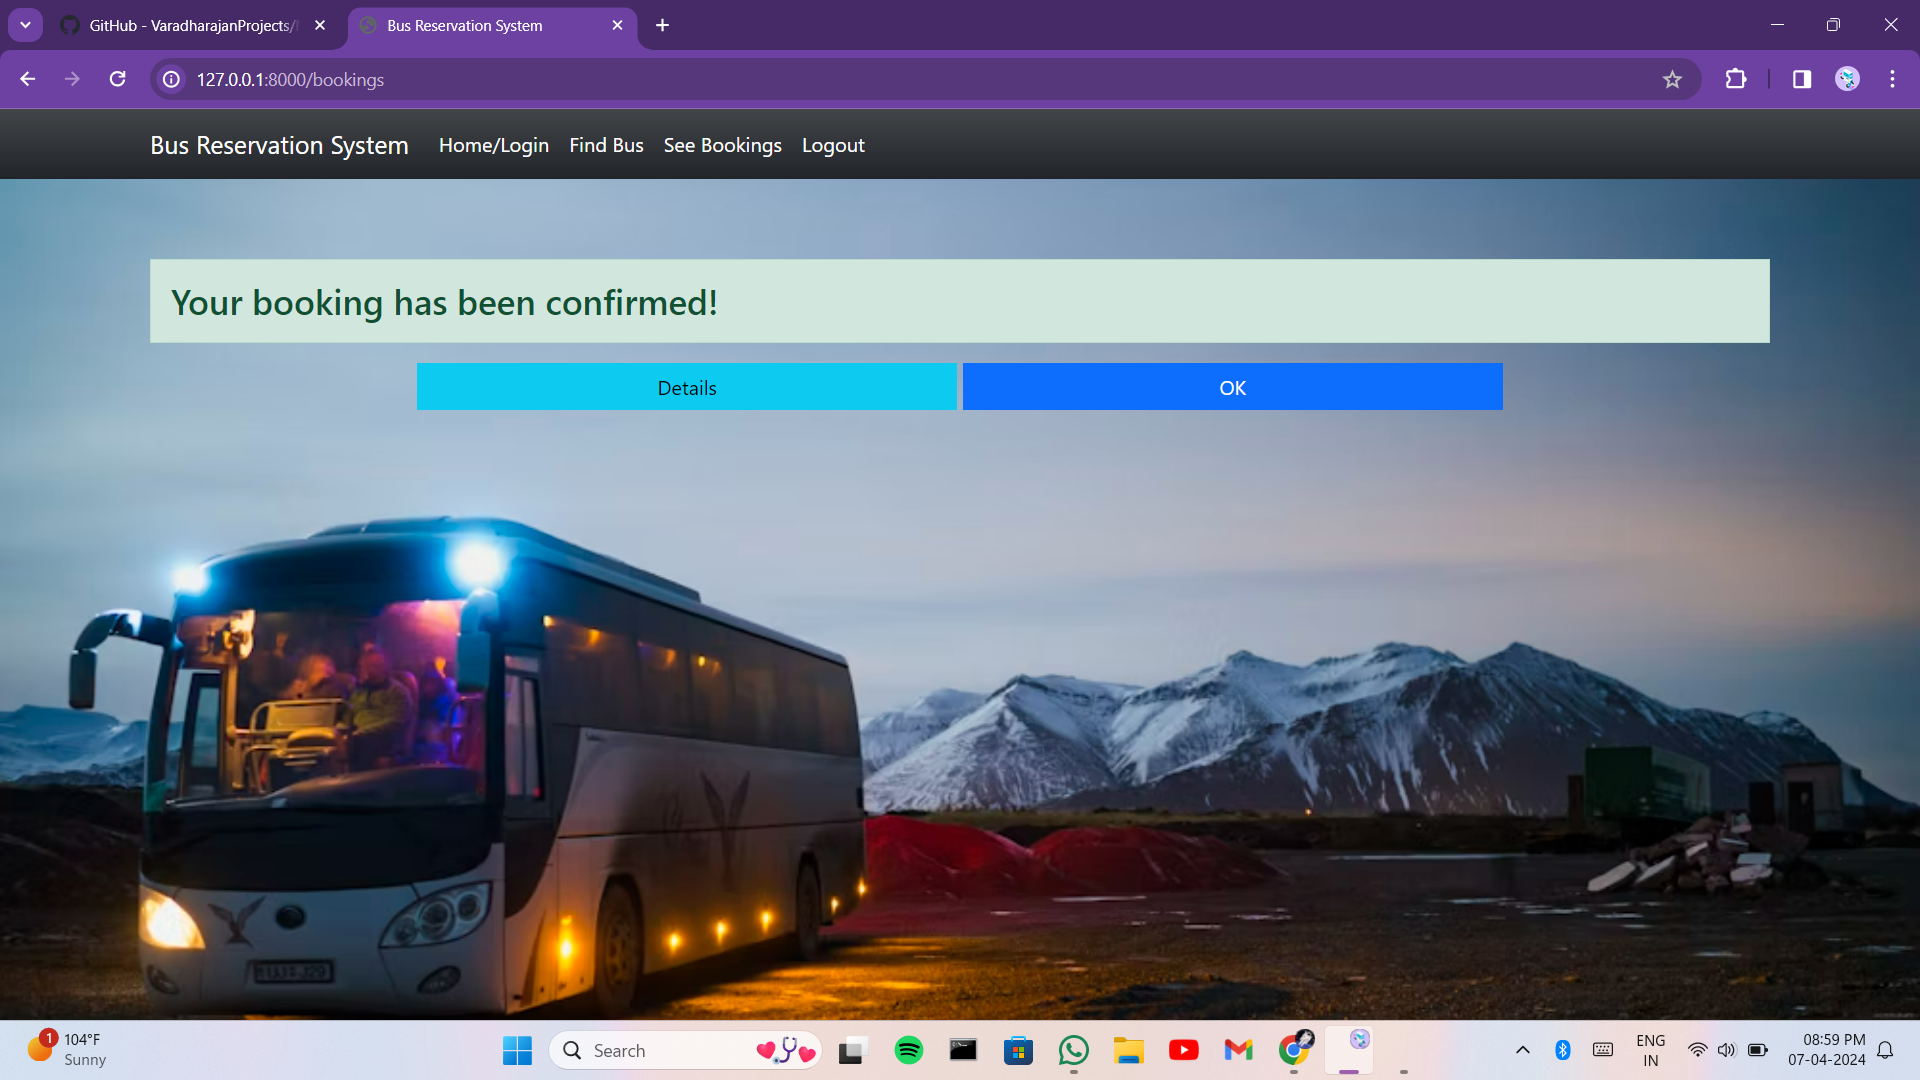 GitHub - VaradharajanProjects/
Bus Reservation System
127.0.0.1:8000/bookings
Bus Reservation System Home/Login Find Bus See Bookings Logout
Your booking has been confirmed!
Details OK
1
104°F
Sunny
Search
ENG
IN
08:59 PM
07-04-2024